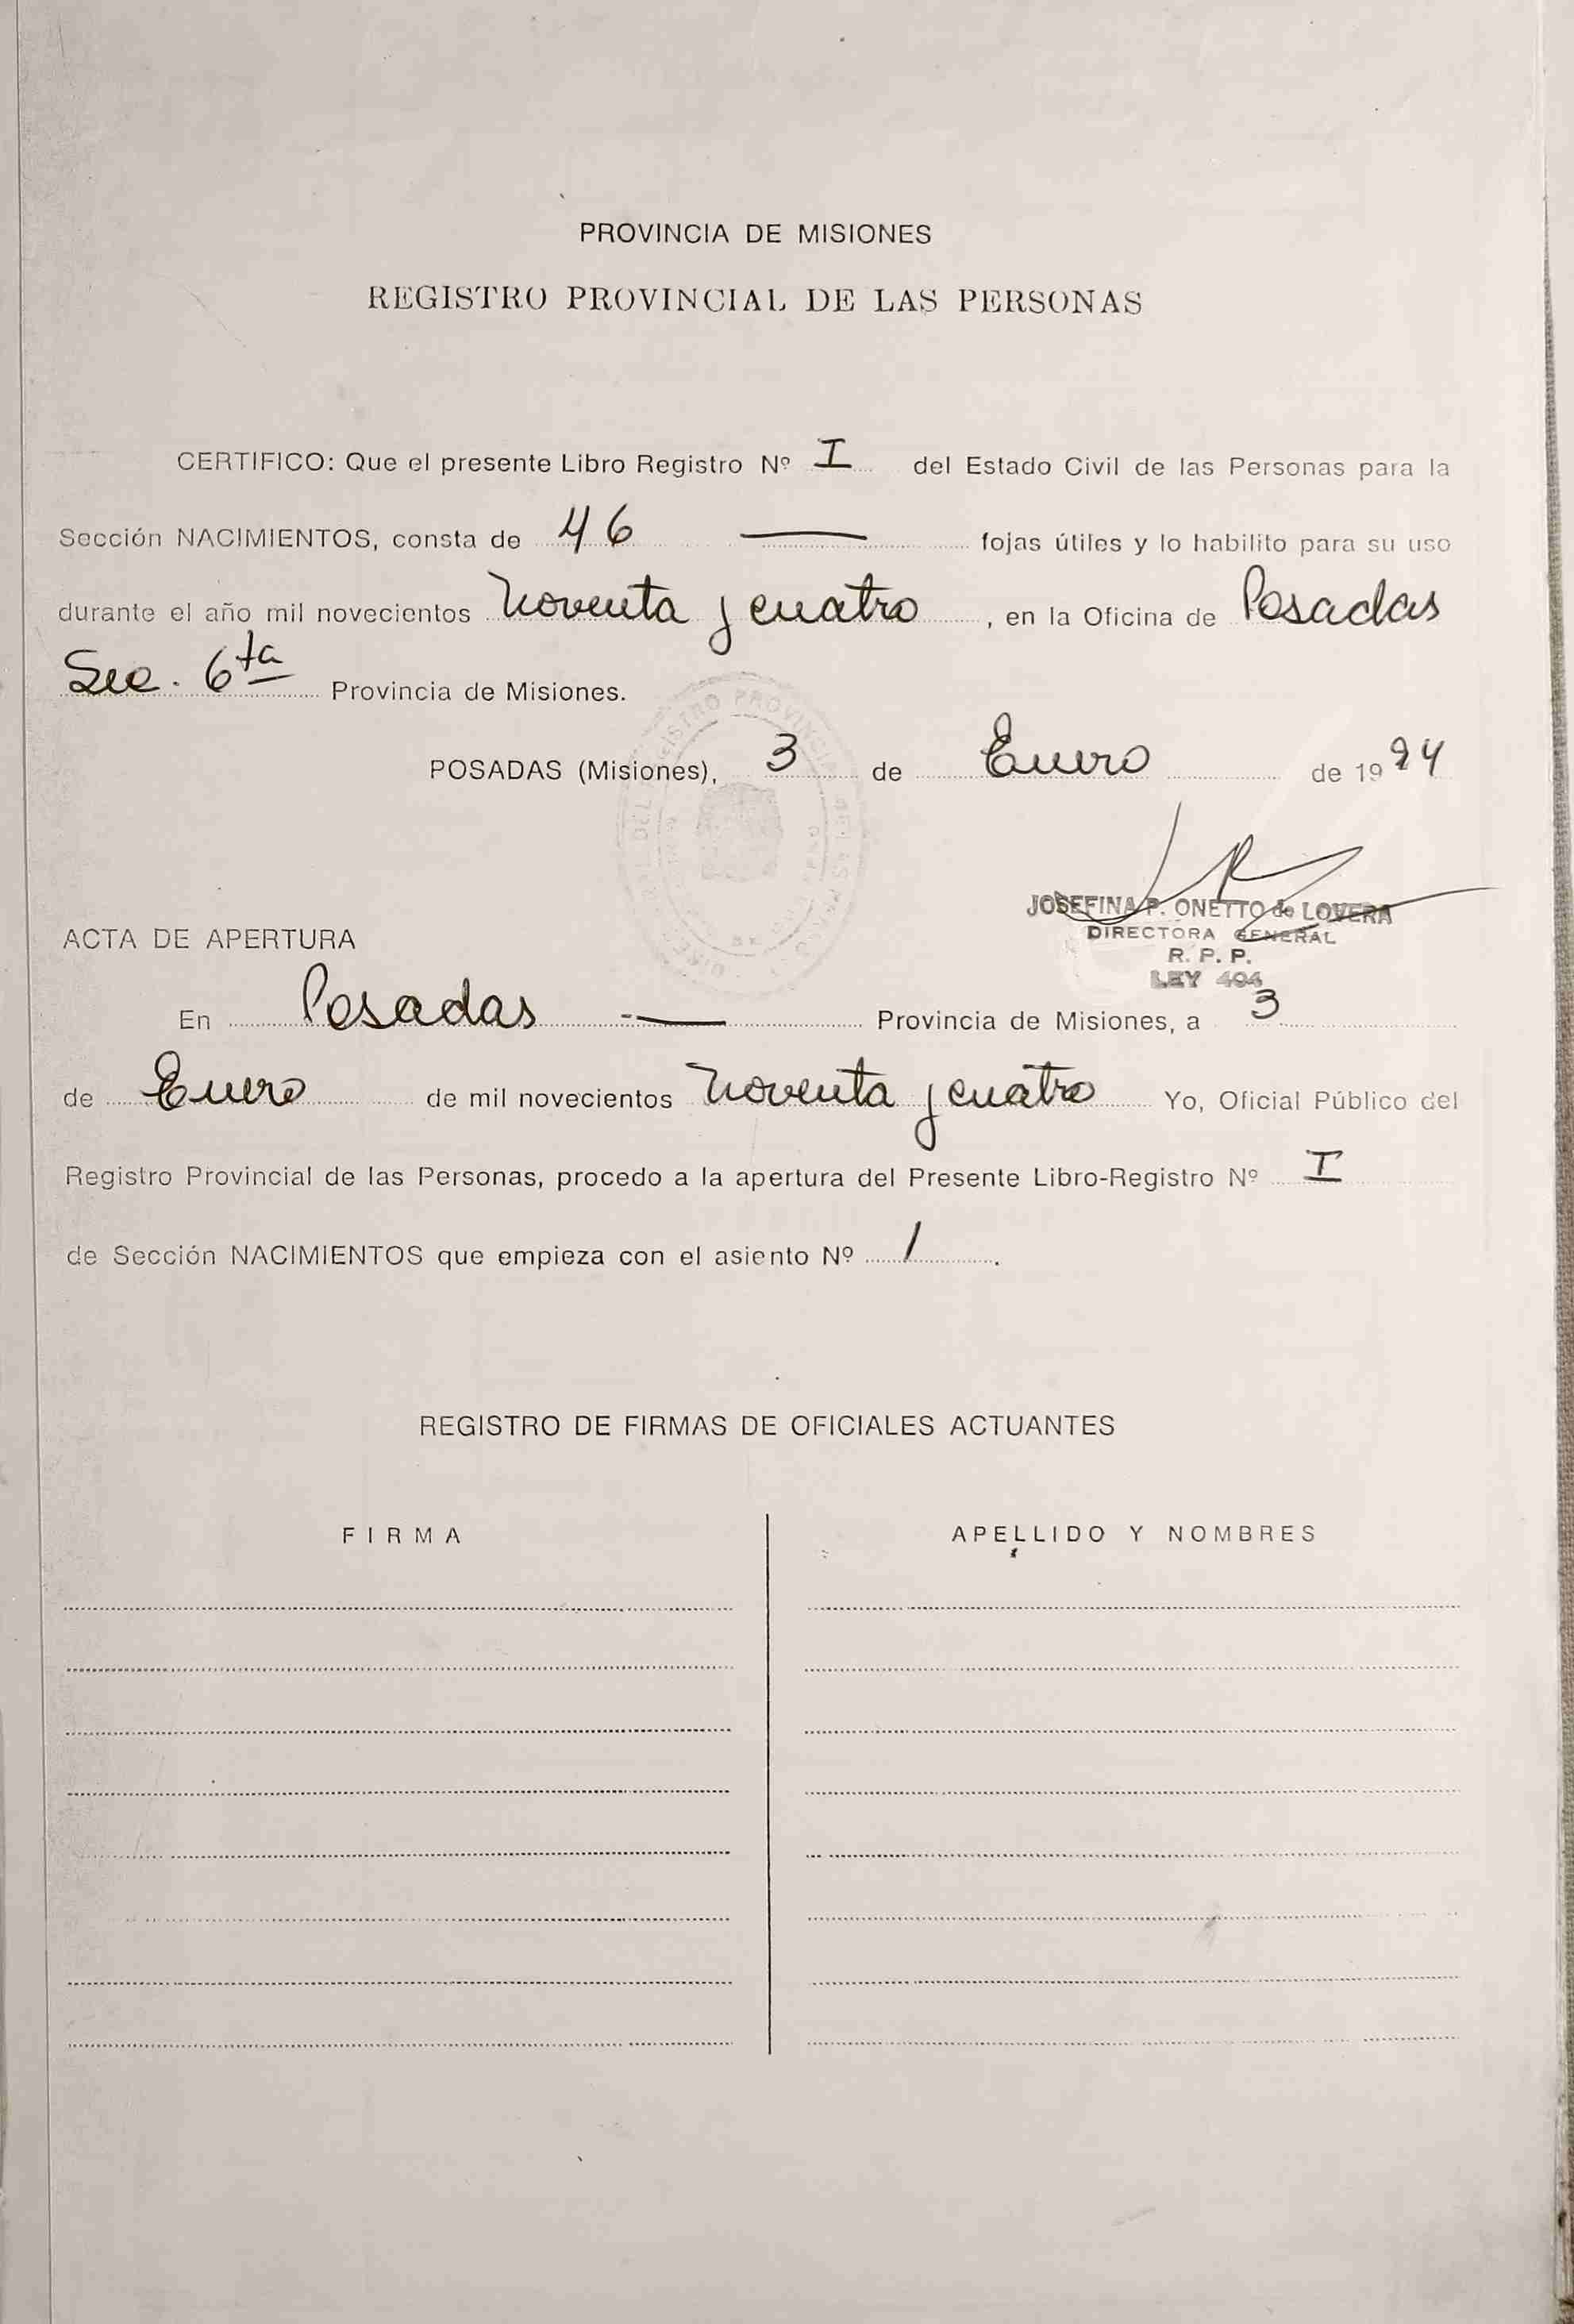 PROVINCIA DE MISIONES
REGISTRO PROVINCIAL DE LAS PERSONAS
CERTIFICO: Que el presente Libro Registro Nº I del Estado Civil de las Personas para la
Sección NACIMIENTOS, consta de 46 — fojas útiles y lo habilito para su uso
durante el año mil novecientos noventa y cuatro, en la Oficina de Posadas
Sec. 6ta Provincia de Misiones.
POSADAS (Misiones), 3 de Enero de 1994
JOSEFINA P. ONETTO de LOVERA
DIRECTORA GENERAL
R. P. P.
LEY 404
ACTA DE APERTURA
En Posadas — Provincia de Misiones, a 3
de Enero de mil novecientos noventa y cuatro Yo, Oficial Público del
Registro Provincial de las Personas, procedo a la apertura del Presente Libro-Registro Nº I
de Sección NACIMIENTOS que empieza con el asiento Nº 1.
REGISTRO DE FIRMAS DE OFICIALES ACTUANTES
FIRMA APELLIDO Y NOMBRES